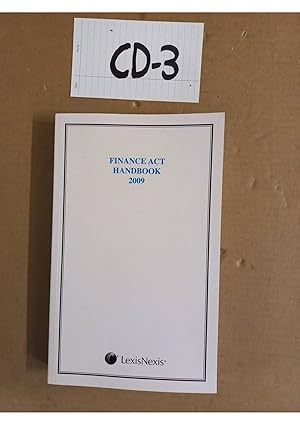 CD-3
FINANCE ACT
HANDBOOK
2009
LexisNexis®